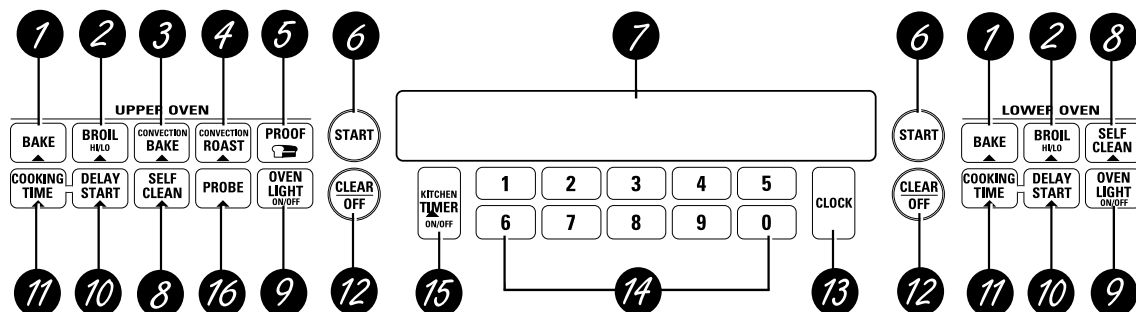 1 2 3 4 5 6 7 6 1 2 8
UPPER OVEN LOWER OVEN
BAKE BROIL HI/LO CONVECTION BAKE CONVECTION ROAST PROOF START START BAKE BROIL HI/LO SELF CLEAN
COOKING TIME DELAY START SELF CLEAN PROBE OVEN LIGHT ON/OFF CLEAR OFF KITCHEN TIMER ON/OFF 1 2 3 4 5 CLOCK CLEAR OFF COOKING TIME DELAY START OVEN LIGHT ON/OFF
6 7 8 9 0
11 10 8 16 9 12 15 14 13 12 11 10 9